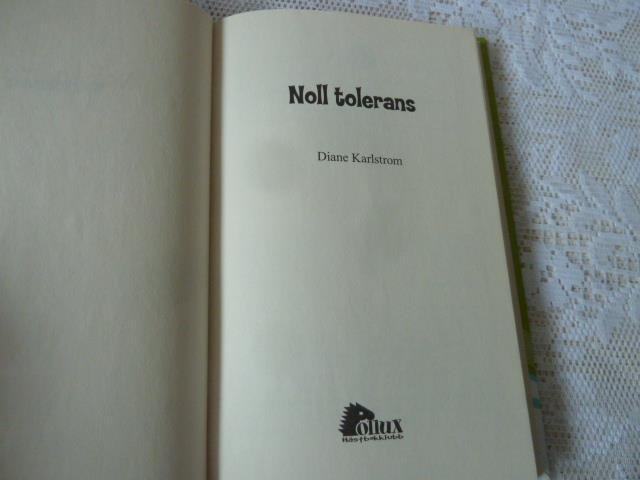 Noll tolerans
Diane Karlstrom
Pollux
Hästbokklubb